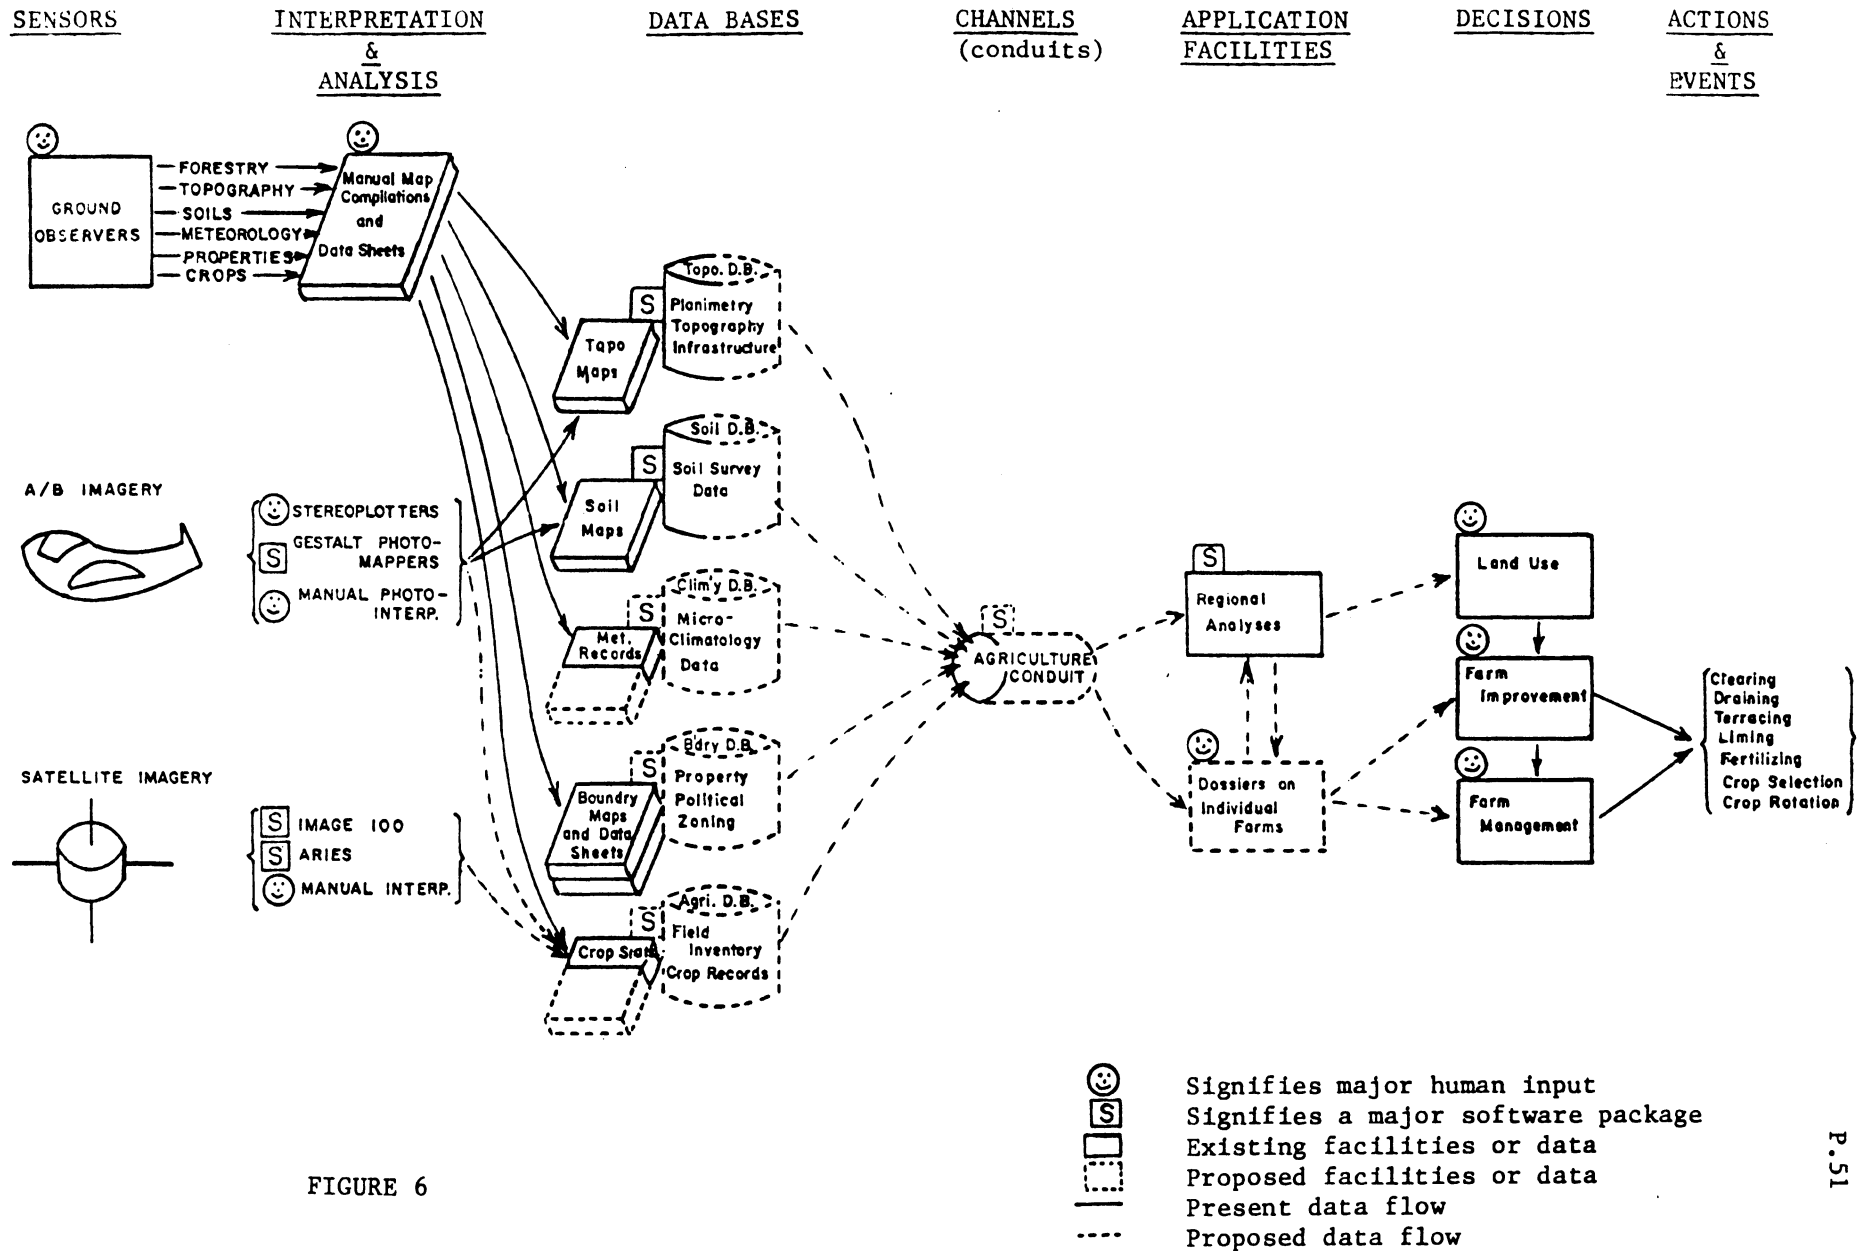 SENSORS
INTERPRETATION
&
ANALYSIS
DATA BASES
CHANNELS
(conduits)
APPLICATION
FACILITIES
DECISIONS
ACTIONS
&
EVENTS
GROUND
OBSERVERS
FORESTRY
TOPOGRAPHY
SOILS
METEOROLOGY
PROPERTIES
CROPS
Manual Map
Compilations
and
Data Sheets
A/B IMAGERY
STEREOPLOTTERS
S
GESTALT PHOTO-
MAPPERS
MANUAL PHOTO-
INTERP.
SATELLITE IMAGERY
S IMAGE 100
S ARIES
MANUAL INTERP.
S
Topo Maps
Topo. D.B.
Planimetry
Topography
Infrastructure
S
Soil
Maps
Soil D.B.
Soil Survey
Data
S
Met.
Records
Clim'y D.B.
Micro-
Climatology
Data
S
Boundry
Maps
and Data
Sheets
Bdry D.B.
Property
Political
Zoning
S
Crop Stats
Agri. D.B.
Field
Inventory
Crop Records
S
AGRICULTURE
CONDUIT
S
Regional
Analyses
Dossiers on
Individual
Farms
Land Use
Farm
Improvement
Farm
Management
Clearing
Draining
Terracing
Liming
Fertilizing
Crop Selection
Crop Rotation
Signifies major human input
S Signifies a major software package
Existing facilities or data
Proposed facilities or data
Present data flow
Proposed data flow
FIGURE 6
P.51